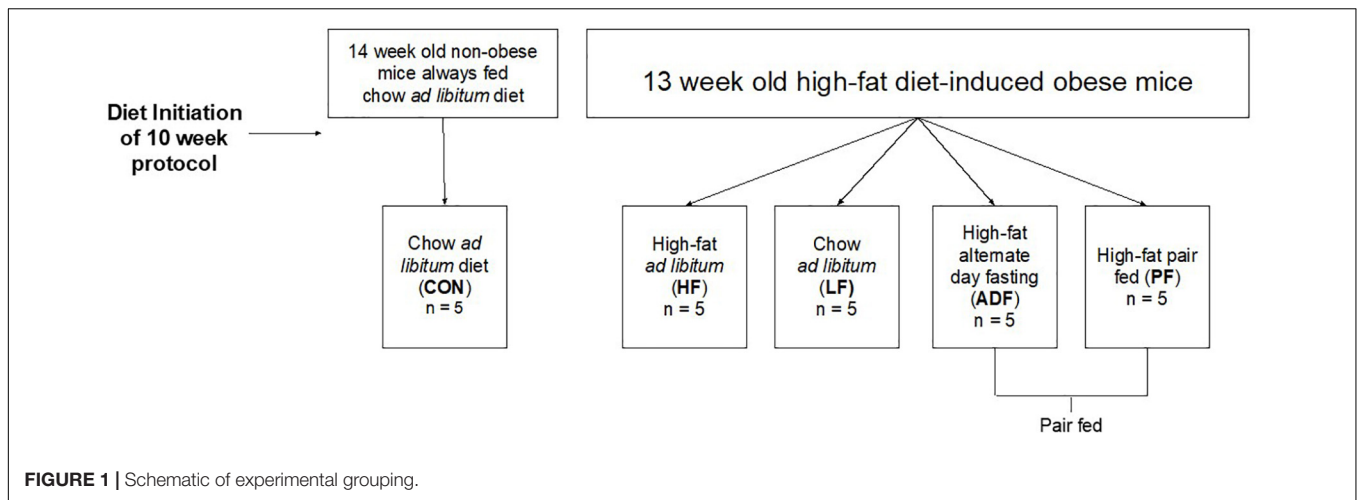 14 week old non-obese
mice always fed
chow ad libitum diet
13 week old high-fat diet-induced obese mice
Diet Initiation
of 10 week
protocol
Chow ad
libitum diet
(CON)
n = 5
High-fat
ad libitum
(HF)
n = 5
Chow
ad libitum
(LF)
n = 5
High-fat
alternate
day fasting
(ADF)
n = 5
High-fat pair
fed (PF)
n = 5
Pair fed
FIGURE 1 | Schematic of experimental grouping.